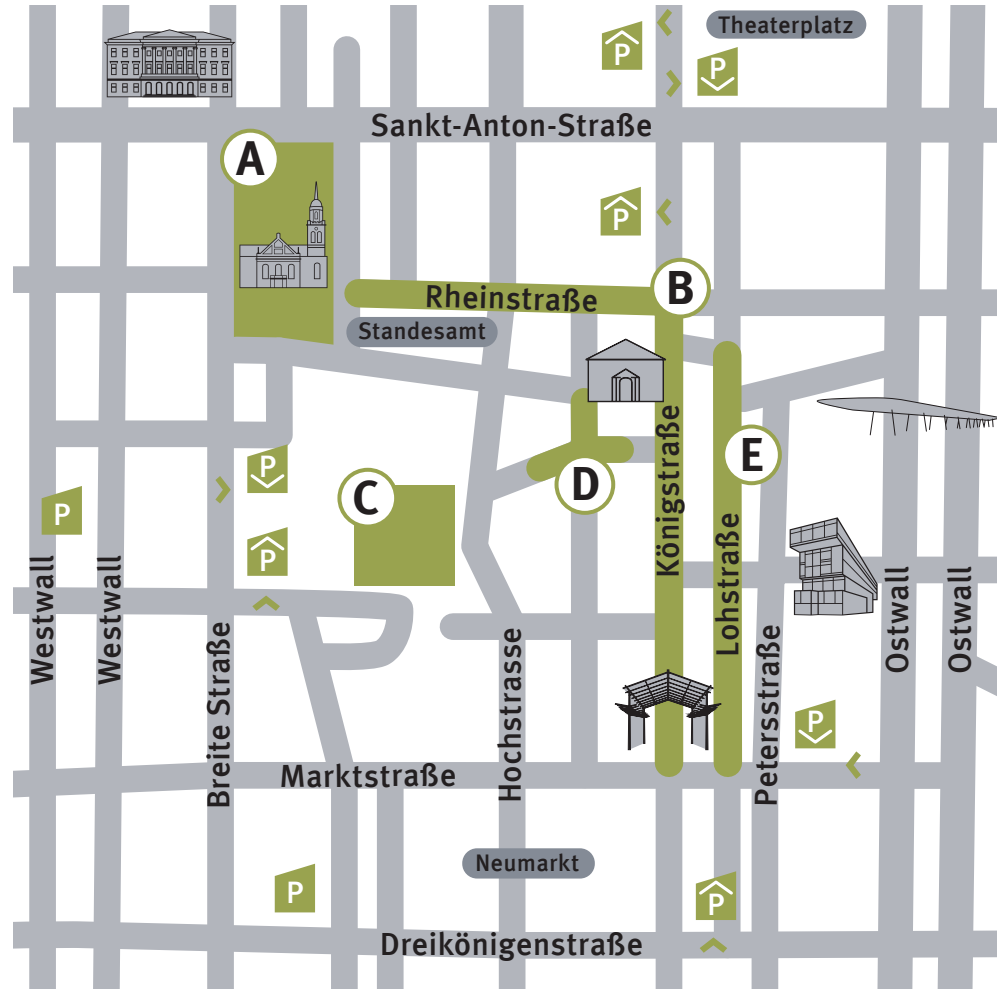 Theaterplatz
P
P
Sankt-Anton-Straße
A
P
B
Rheinstraße
Standesamt
E
P
C
D
P
P
Königstraße
Lohstraße
Westwall
Westwall
Ostwall
Ostwall
Breite Straße
Hochstrasse
Petersstraße
P
Marktstraße
Neumarkt
P
P
Dreikönigenstraße